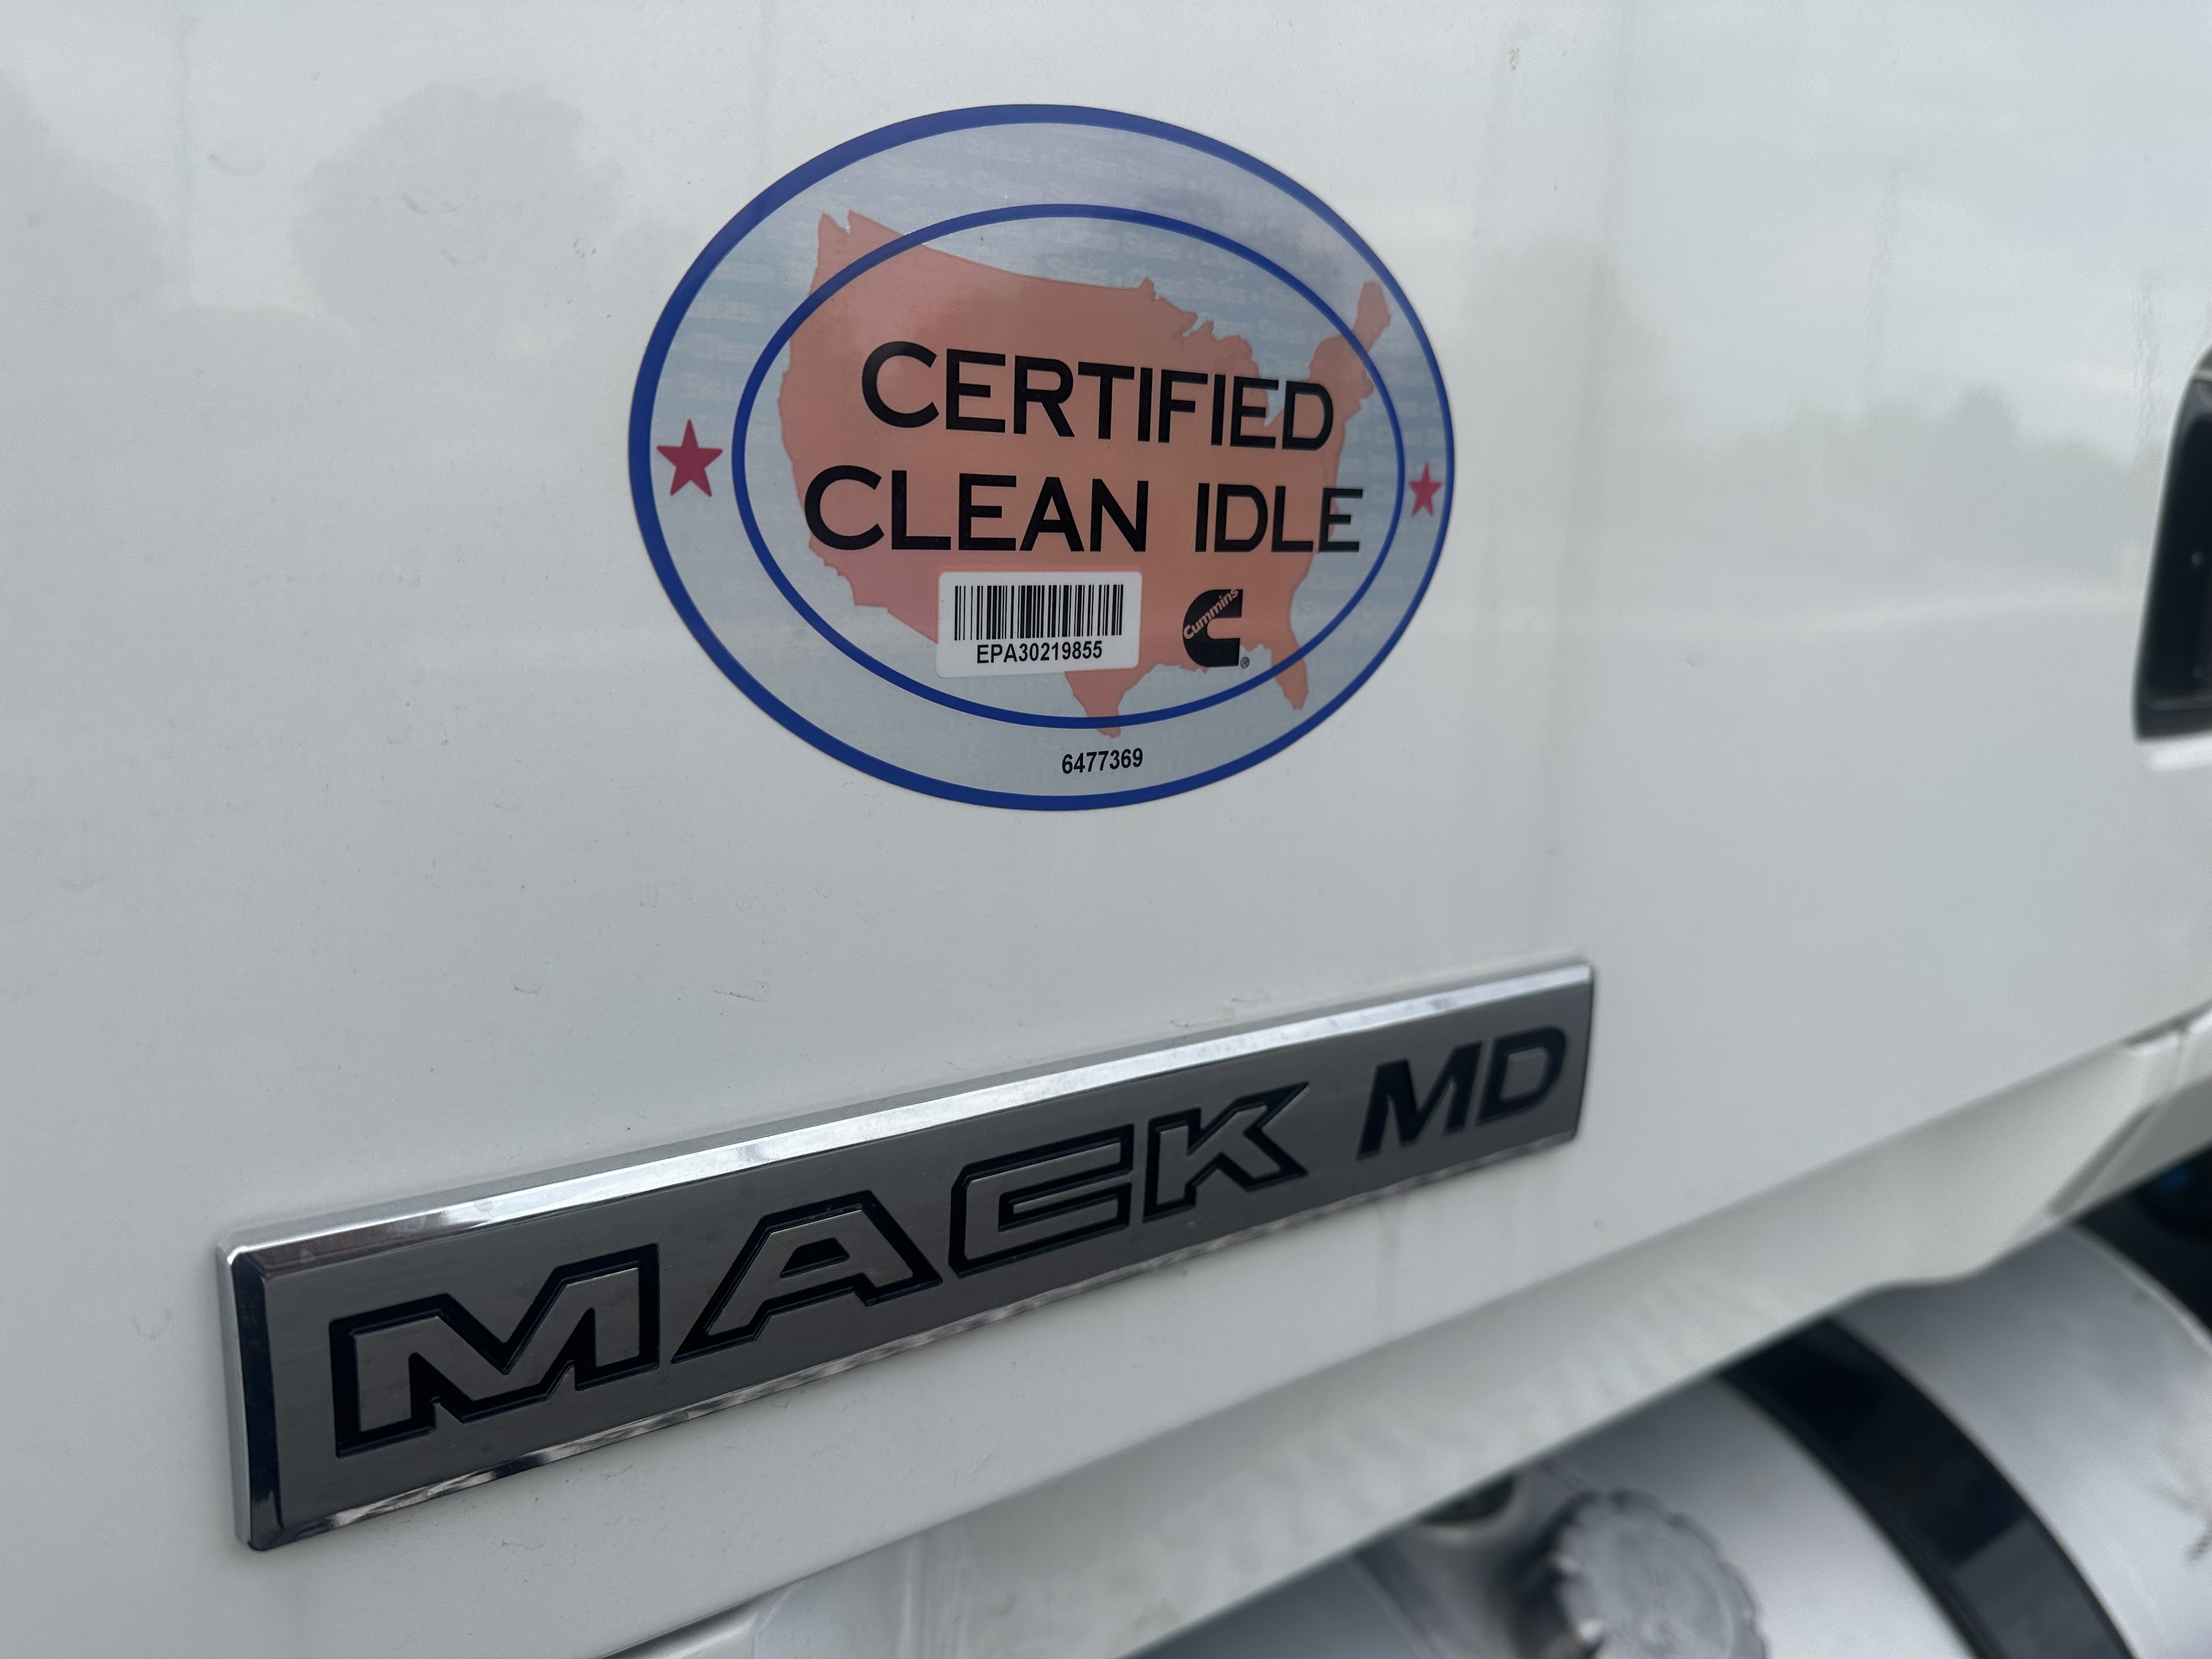 CERTIFIED
CLEAN IDLE
EPA30219855
Cummins
®
6477369
MACK MD